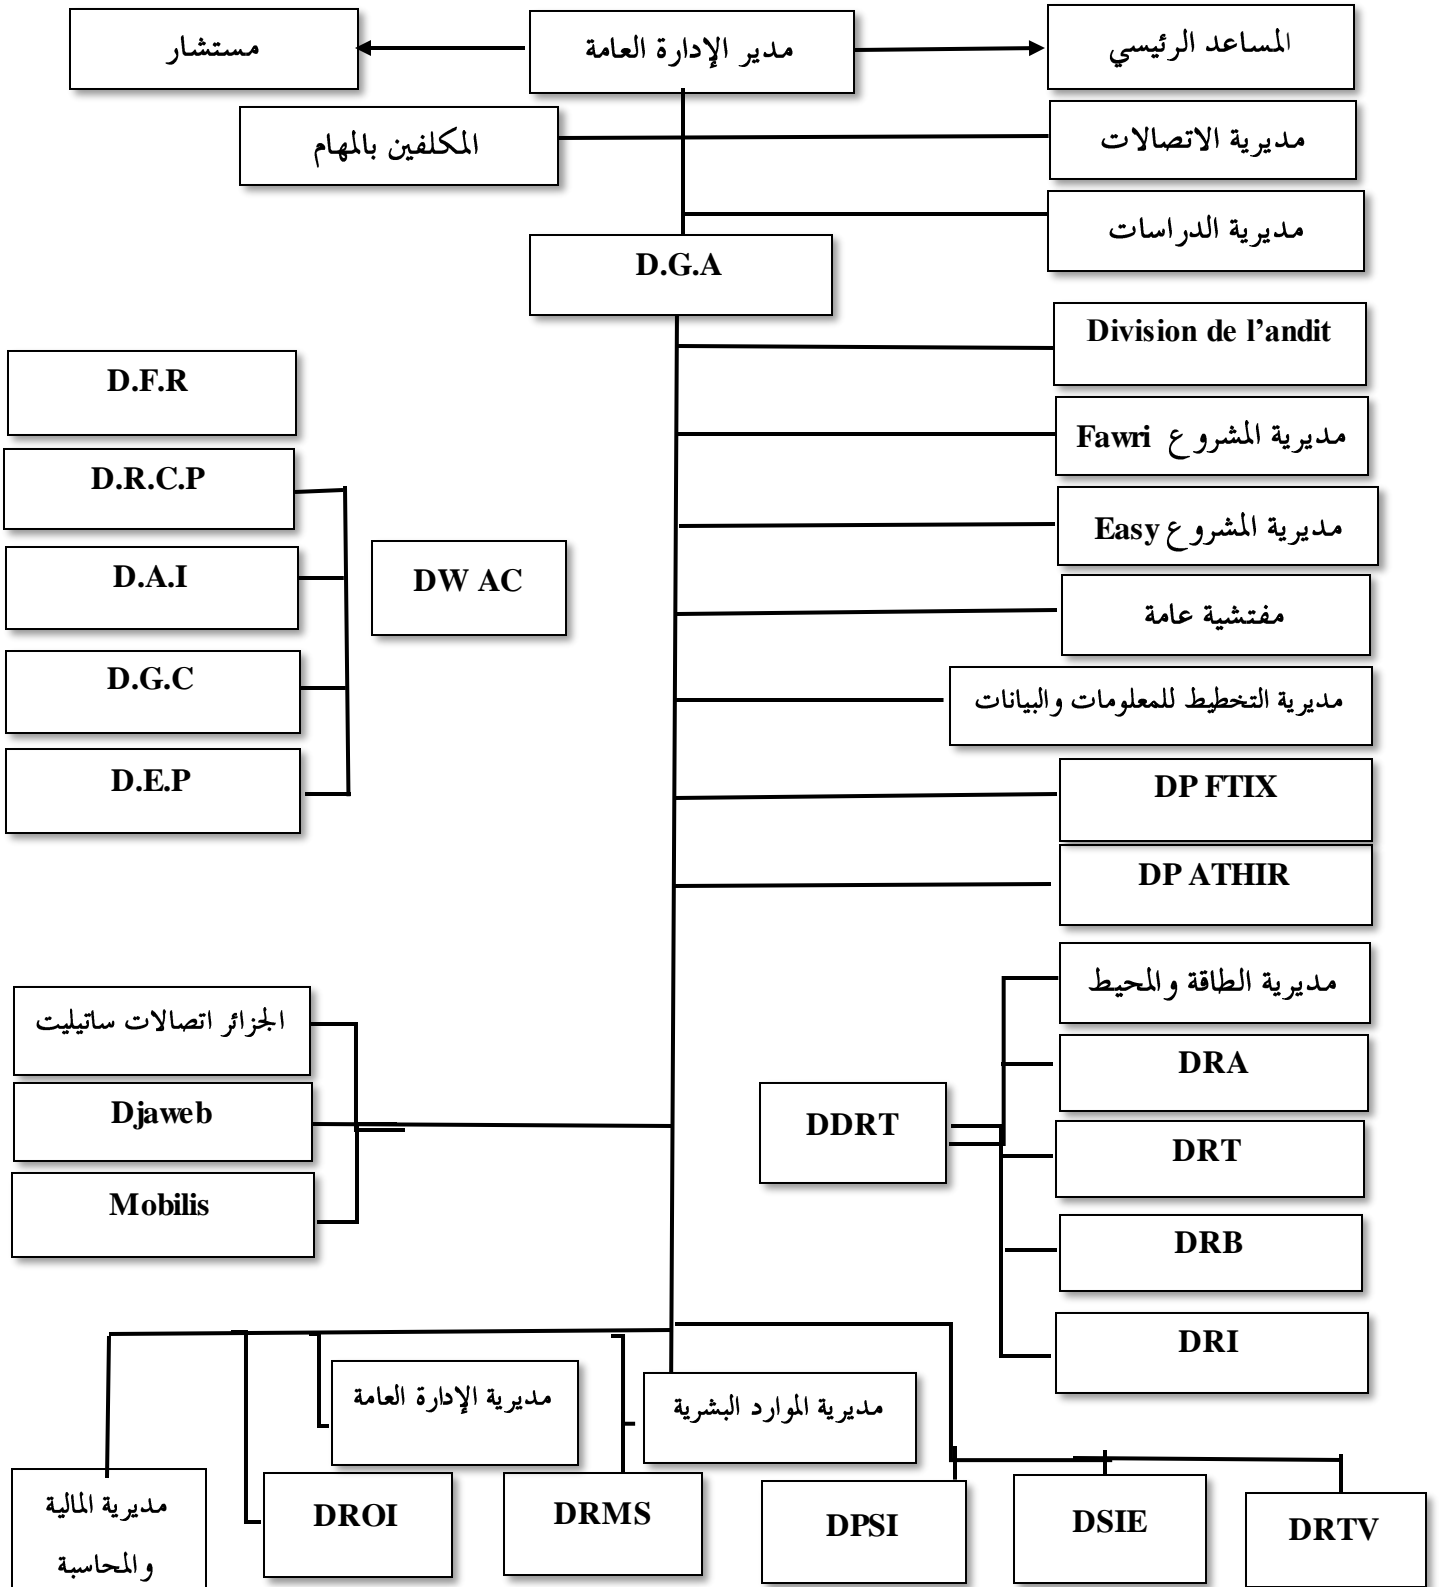 مستشار
مدير الإدارة العامة
المساعد الرئيسي
المكلفين بالمهام
مديرية الاتصالات
مديرية الدراسات
D.G.A
Division de l’andit
مديرية المشروع Fawri
مديرية المشروع Easy
مفتشية عامة
مديرية التخطيط للمعلومات والبيانات
DP FTIX
DP ATHIR
D.F.R
D.R.C.P
D.A.I
D.G.C
D.E.P
DW AC
الجزائر اتصالات ساتيليت
Djaweb
Mobilis
DDRT
مديرية الطاقة والمحيط
DRA
DRT
DRB
DRI
مديرية الإدارة العامة
مديرية الموارد البشرية
مديرية المالية
والمحاسبة
DROI
DRMS
DPSI
DSIE
DRTV